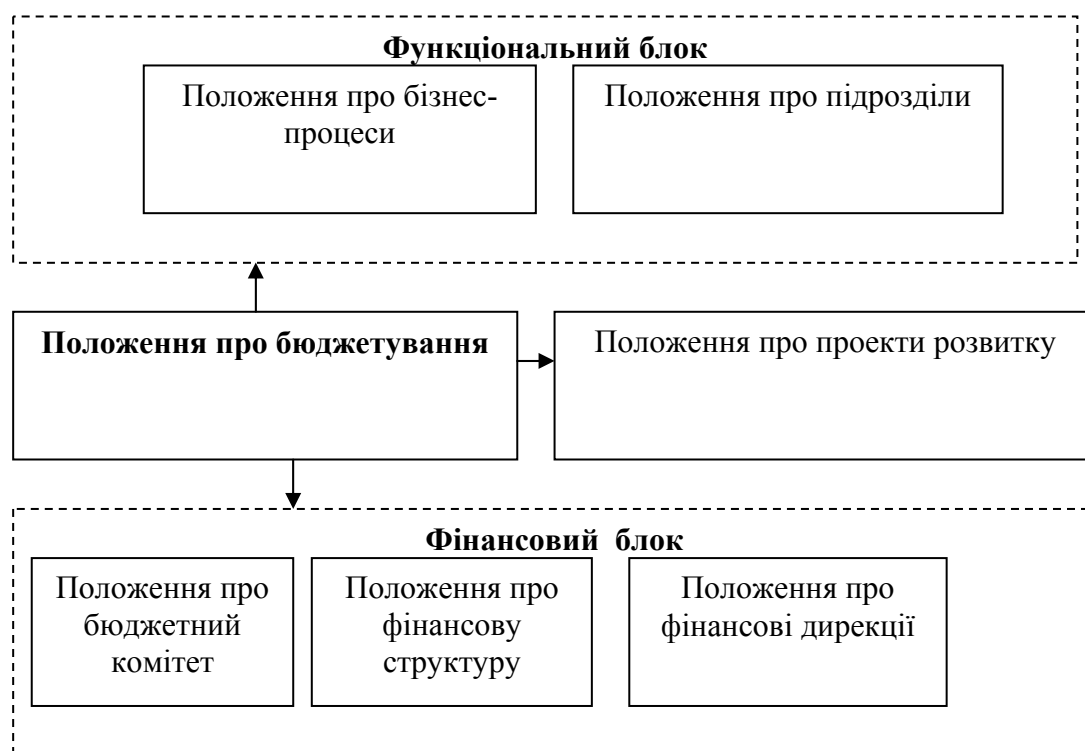 Функціональний блок
Положення про бізнес-
процеси
Положення про підрозділи
Положення про бюджетування
Положення про проекти розвитку
Фінансовий блок
Положення про
бюджетний
комітет
Положення про
фінансову
структуру
Положення про
фінансові дирекції